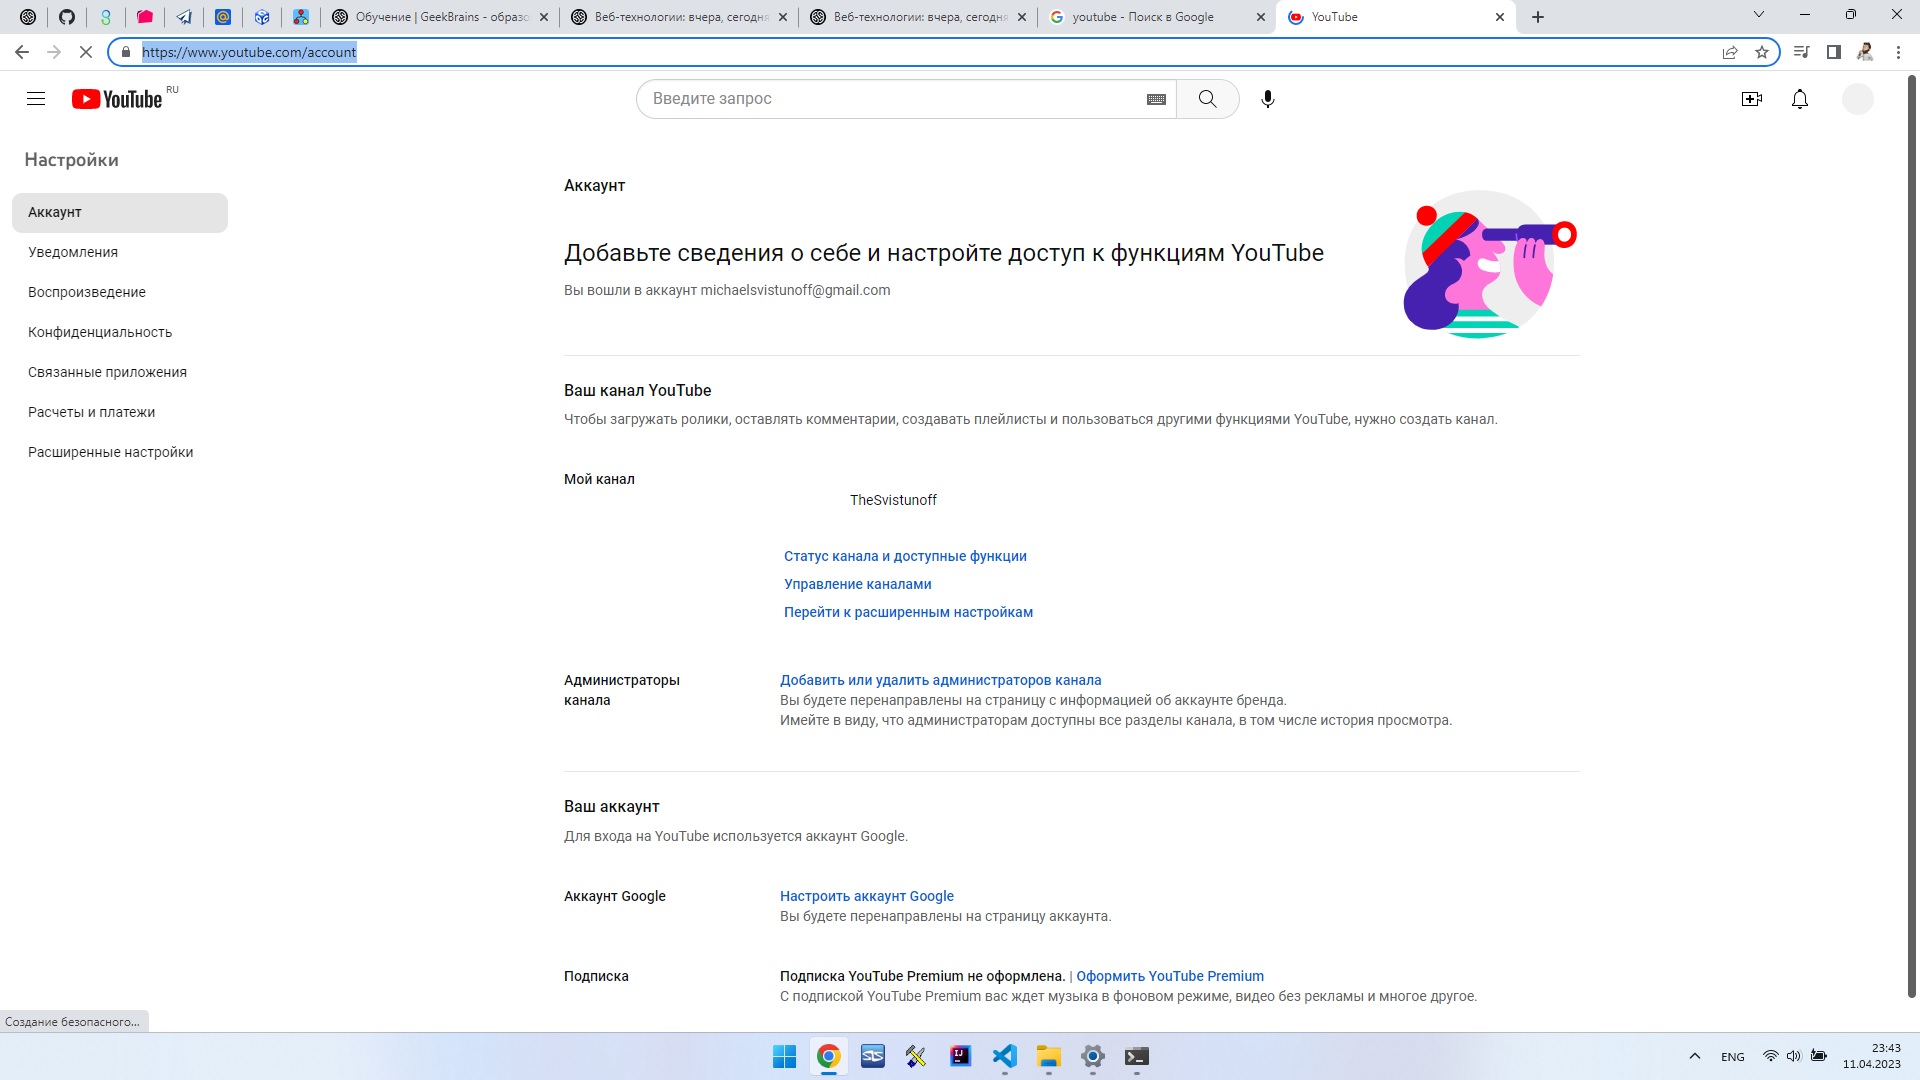 Обучение | GeekBrains - образо
Веб-технологии: вчера, сегодня
Веб-технологии: вчера, сегодня
youtube - Поиск в Google
YouTube
https://www.youtube.com/account
YouTube RU
Введите запрос
Настройки
Аккаунт
Уведомления
Воспроизведение
Конфиденциальность
Связанные приложения
Расчеты и платежи
Расширенные настройки
Аккаунт
Добавьте сведения о себе и настройте доступ к функциям YouTube
Вы вошли в аккаунт michaelsvistunoff@gmail.com
Ваш канал YouTube
Чтобы загружать ролики, оставлять комментарии, создавать плейлисты и пользоваться другими функциями YouTube, нужно создать канал.
Мой канал
TheSvistunoff
Статус канала и доступные функции
Управление каналами
Перейти к расширенным настройкам
Администраторы
канала
Добавить или удалить администраторов канала
Вы будете перенаправлены на страницу с информацией об аккаунте бренда.
Имейте в виду, что администраторам доступны все разделы канала, в том числе история просмотра.
Ваш аккаунт
Для входа на YouTube используется аккаунт Google.
Аккаунт Google
Настроить аккаунт Google
Вы будете перенаправлены на страницу аккаунта.
Подписка
Подписка YouTube Premium не оформлена. | Оформить YouTube Premium
С подпиской YouTube Premium вас ждет музыка в фоновом режиме, видео без рекламы и многое другое.
Создание безопасного...
ENG
23:43
11.04.2023